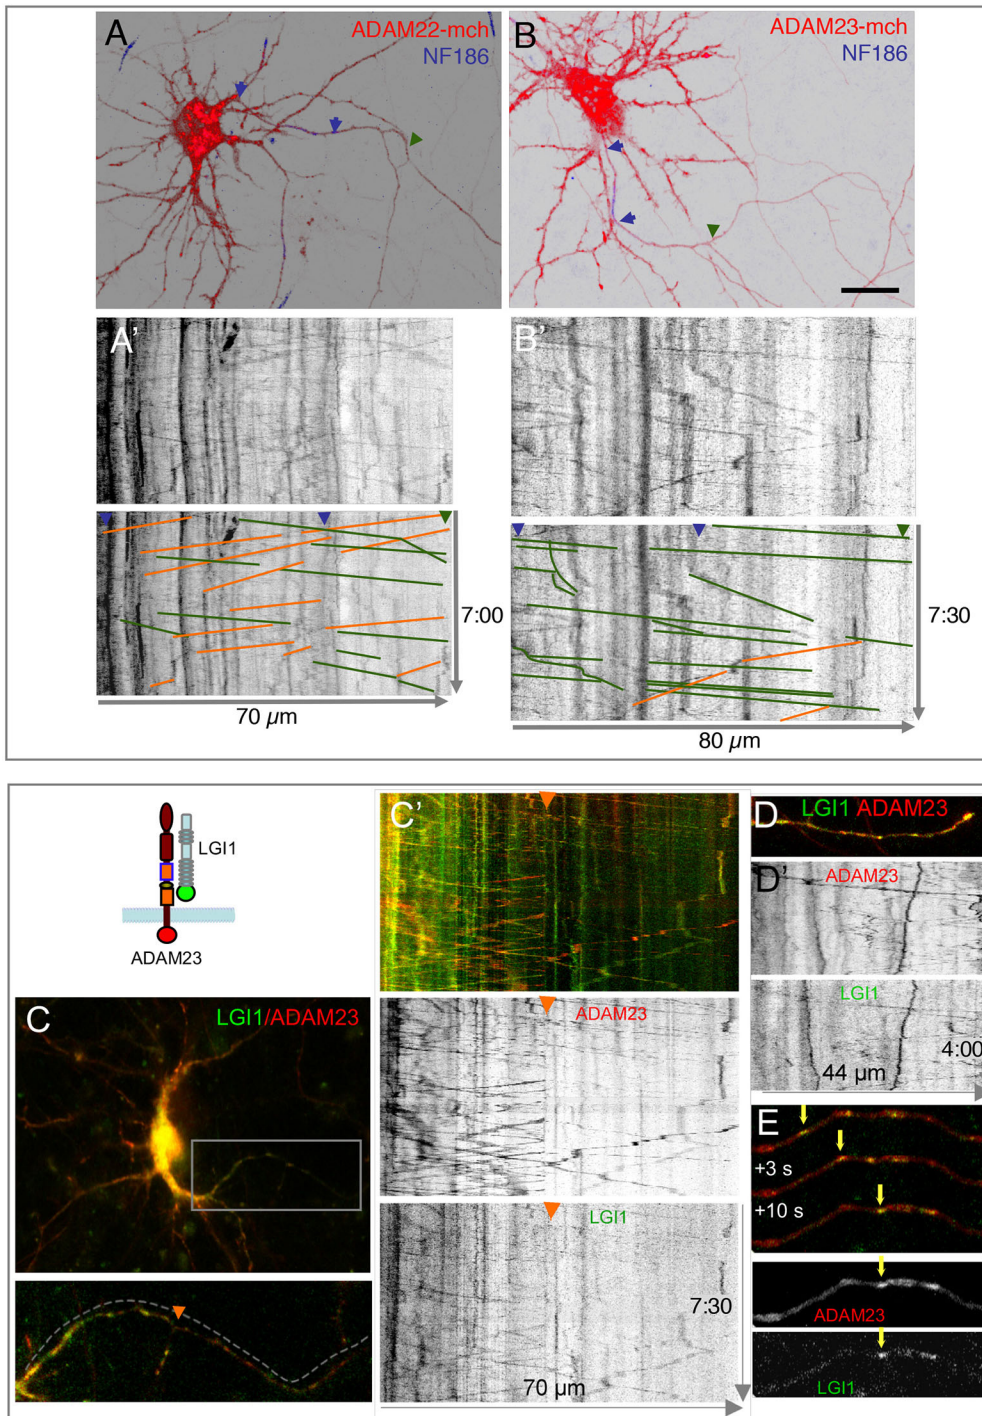 A
ADAM22-mch
NF186
B
ADAM23-mch
NF186
A'
B'
7:00
70 µm
7:30
80 µm
LGI1
ADAM23
C
LGI1/ADAM23
C'
ADAM23
LGI1
7:30
70 µm
D
LGI1 ADAM23
D'
ADAM23
LGI1
4:00
44 µm
E
+3 s
+10 s
ADAM23
LGI1